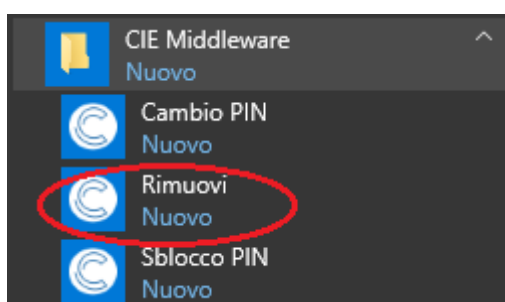 CIE Middleware
Nuovo
Cambio PIN
Nuovo
Rimuovi
Nuovo
Sblocco PIN
Nuovo